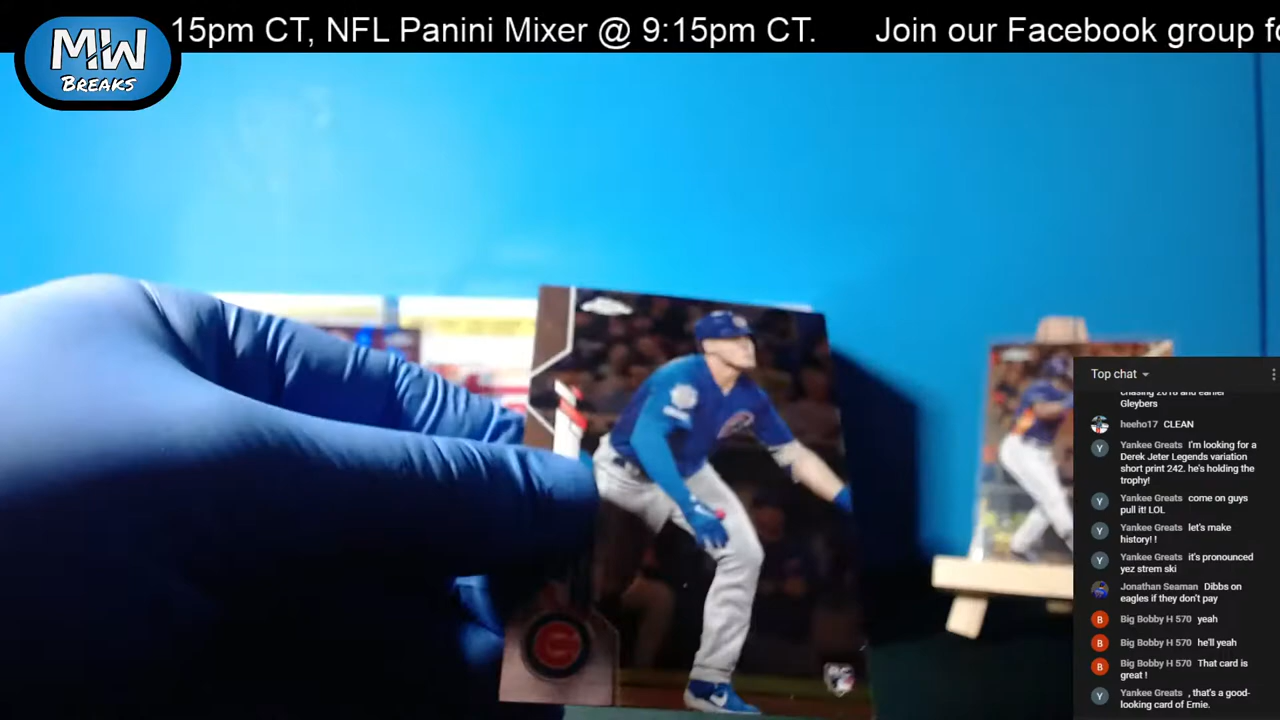 15pm CT, NFL Panini Mixer @ 9:15pm CT. Join our Facebook group fo
MW
BREAKS
Top chat
Gleybers
heeho17 CLEAN
Yankee Greats I'm looking for a
Derek Jeter Legends variation
short print 242. he's holding the
trophy!
Yankee Greats come on guys
pull it! LOL
Yankee Greats let's make
history! !
Yankee Greats it's pronounced
yez strem ski
Jonathan Seaman Dibbs on
eagles if they don't pay
Big Bobby H 570 yeah
Big Bobby H 570 he'll yeah
Big Bobby H 570 That card is
great !
Yankee Greats , that's a good-
looking card of Ernie.
RC